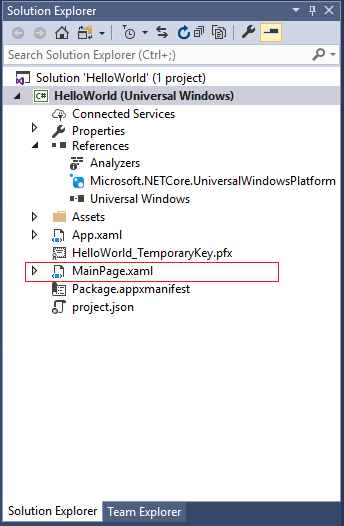 Solution Explorer
Search Solution Explorer (Ctrl+;)
Solution 'HelloWorld' (1 project)
C# HelloWorld (Universal Windows)
Connected Services
Properties
References
Analyzers
Microsoft.NETCore.UniversalWindowsPlatform
Universal Windows
Assets
App.xaml
HelloWorld_TemporaryKey.pfx
MainPage.xaml
Package.appxmanifest
project.json
Solution Explorer Team Explorer